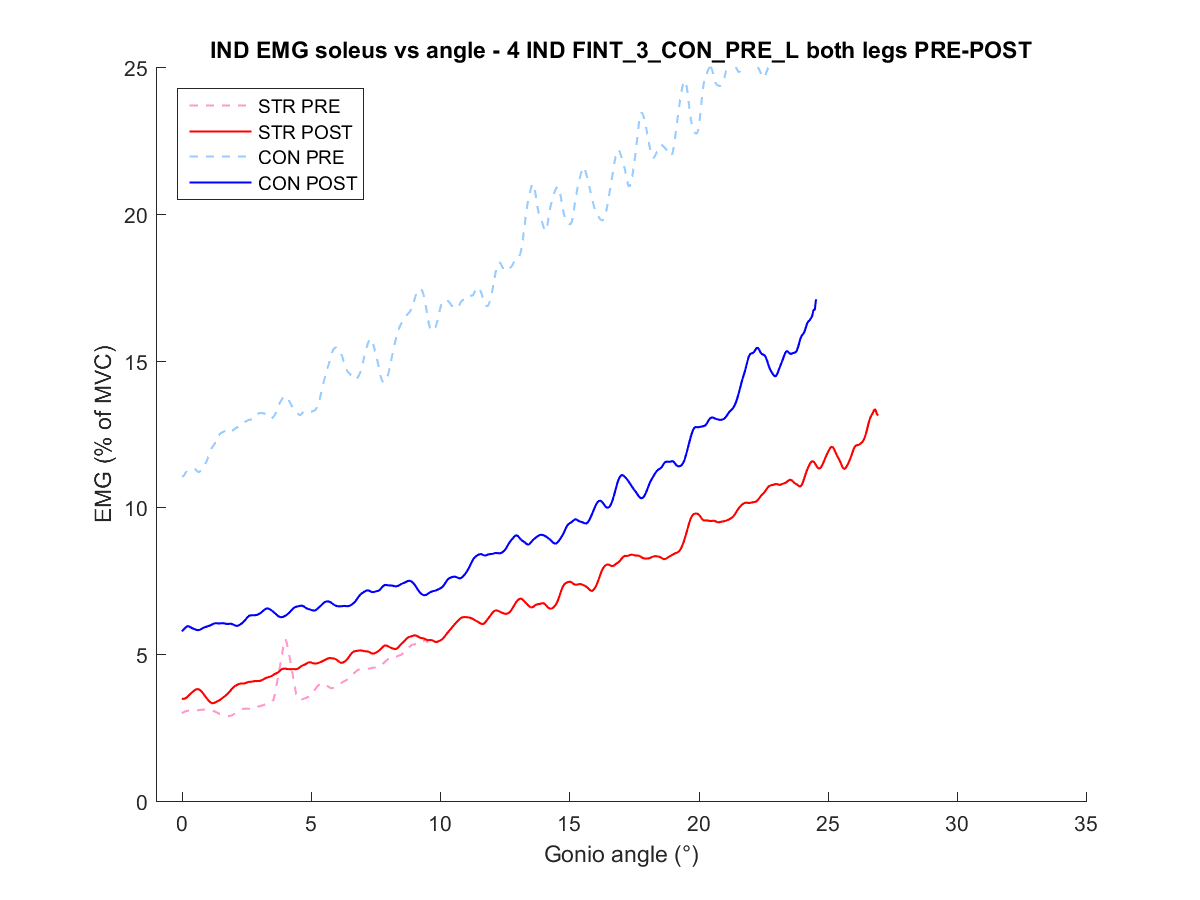 IND EMG soleus vs angle - 4 IND FINT_3_CON_PRE_L both legs PRE-POST
25
20
15
10
5
0
EMG (% of MVC)
STR PRE
STR POST
CON PRE
CON POST
0 5 10 15 20 25 30 35
Gonio angle (°)